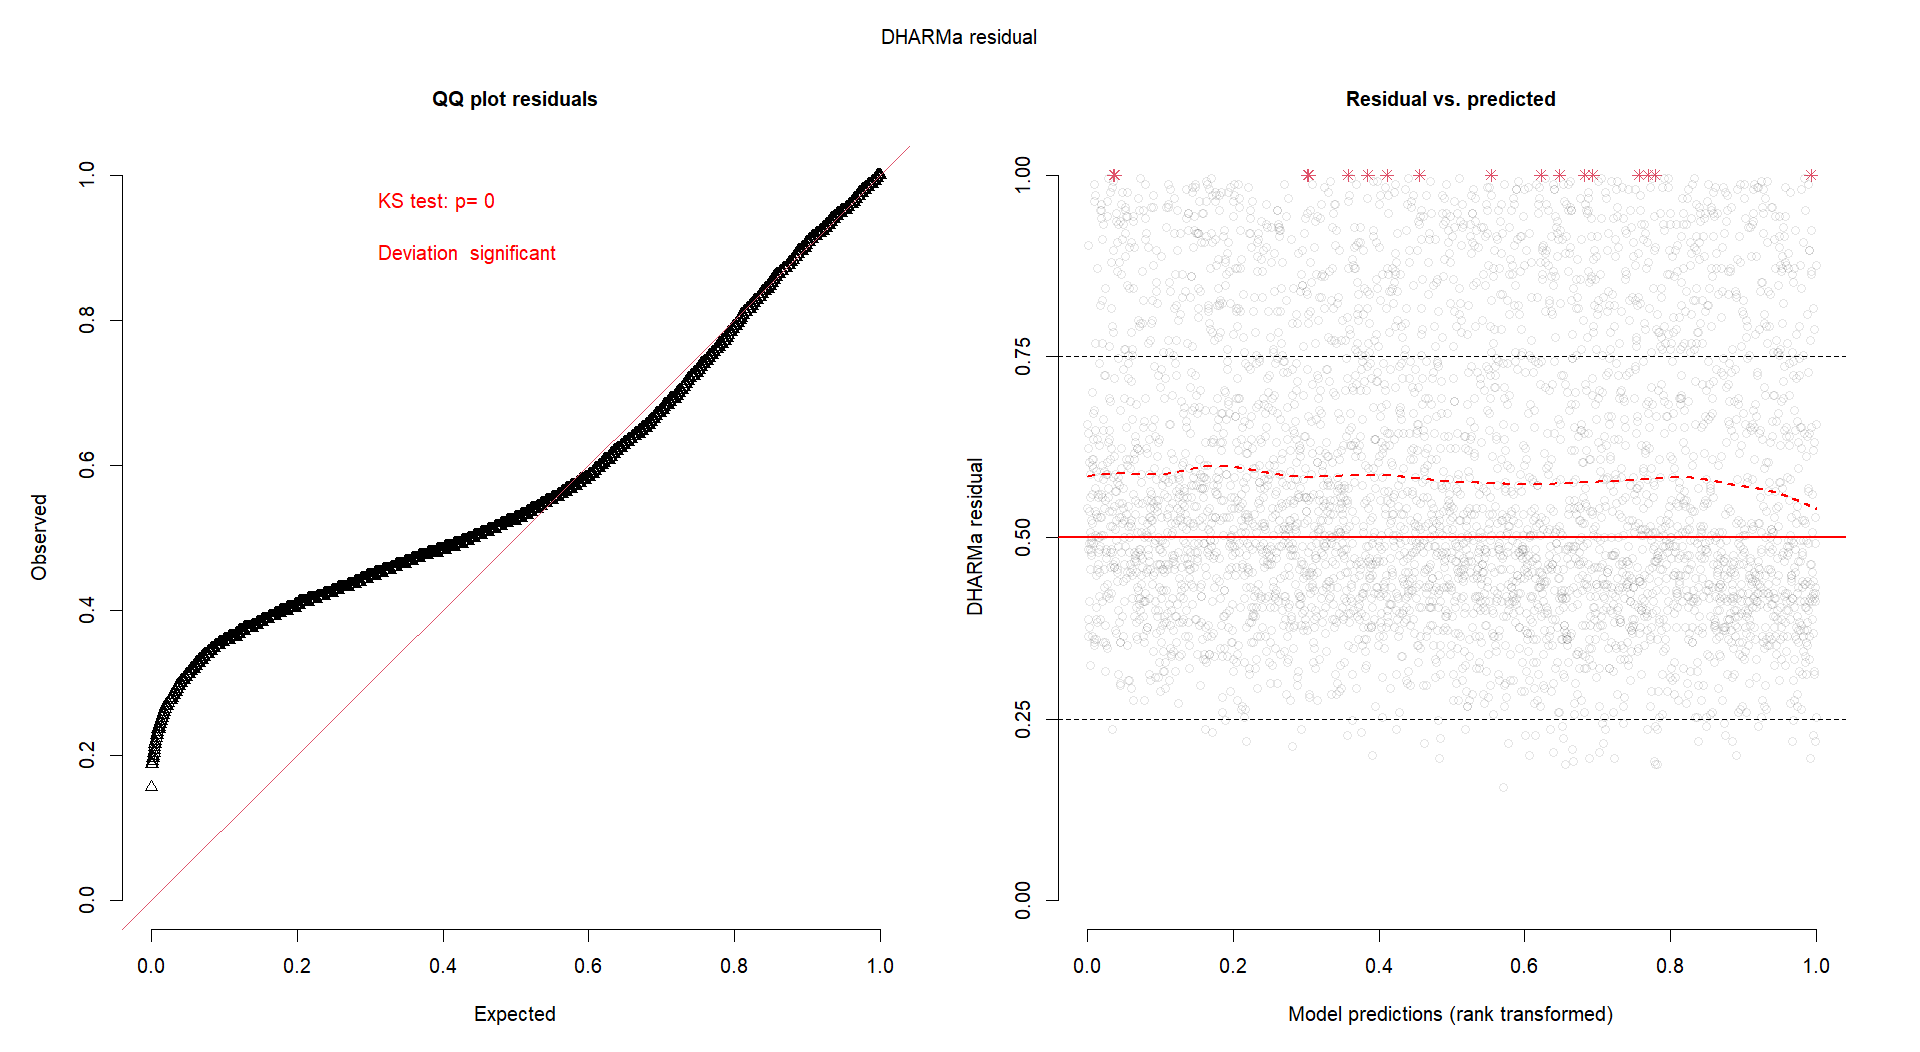 DHARMa residual
QQ plot residuals
KS test: p= 0
Deviation  significant
Observed
1.0
0.8
0.6
0.4
0.2
0.0
0.0 0.2 0.4 0.6 0.8 1.0
Expected
Residual vs. predicted
DHARMa residual
1.00
0.75
0.50
0.25
0.00
0.0 0.2 0.4 0.6 0.8 1.0
Model predictions (rank transformed)